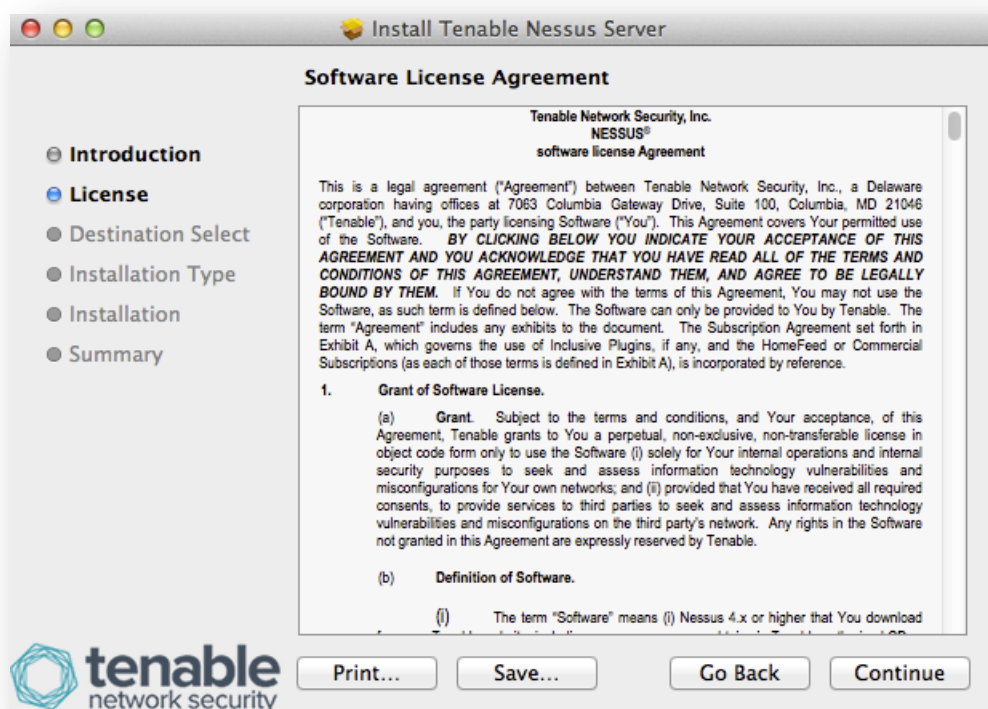 Install Tenable Nessus Server
Software License Agreement
Introduction
License
Destination Select
Installation Type
Installation
Summary
Tenable Network Security, Inc.
NESSUS®
software license Agreement
This is a legal agreement ("Agreement") between Tenable Network Security, Inc., a Delaware
corporation having offices at 7063 Columbia Gateway Drive, Suite 100, Columbia, MD 21046
("Tenable"), and you, the party licensing Software ("You"). This Agreement covers Your permitted use
of the Software. BY CLICKING BELOW YOU INDICATE YOUR ACCEPTANCE OF THIS
AGREEMENT AND YOU ACKNOWLEDGE THAT YOU HAVE READ ALL OF THE TERMS AND
CONDITIONS OF THIS AGREEMENT, UNDERSTAND THEM, AND AGREE TO BE LEGALLY
BOUND BY THEM. If You do not agree with the terms of this Agreement, You may not use the
Software, as such term is defined below. The Software can only be provided to You by Tenable. The
term "Agreement" includes any exhibits to the document. The Subscription Agreement set forth in
Exhibit A, which governs the use of Inclusive Plugins, if any, and the HomeFeed or Commercial
Subscriptions (as each of those terms is defined in Exhibit A), is incorporated by reference.
1. Grant of Software License.
(a) Grant. Subject to the terms and conditions, and Your acceptance, of this
Agreement, Tenable grants to You a perpetual, non-exclusive, non-transferable license in
object code form only to use the Software (i) solely for Your internal operations and internal
security purposes to seek and assess information technology vulnerabilities and
misconfigurations for Your own networks; and (ii) provided that You have received all required
consents, to provide services to third parties to seek and assess information technology
vulnerabilities and misconfigurations on the third party's network. Any rights in the Software
not granted in this Agreement are expressly reserved by Tenable.
(b) Definition of Software.
(i) The term "Software" means (i) Nessus 4.x or higher that You download
tenable
network security
Print...
Save...
Go Back
Continue